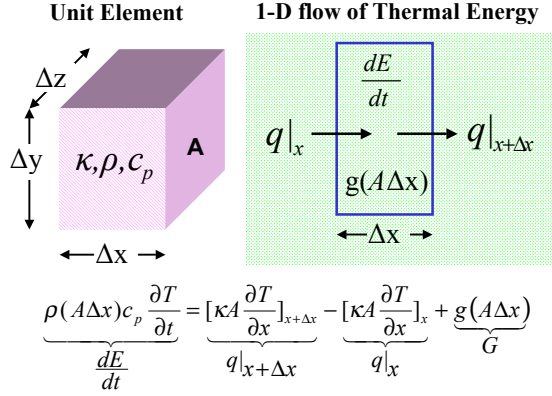 Unit Element
1-D flow of Thermal Energy
Δz
Δy
κ,ρ,c_p
A
Δx
dE/dt
q|_x
q|_{x+Δx}
g(AΔx)
Δx
ρ(AΔx)c_p ∂T/∂t = [κA ∂T/∂x]_{x+Δx} − [κA ∂T/∂x]_x + g(AΔx)
dE/dt q|_{x+Δx} q|_x G